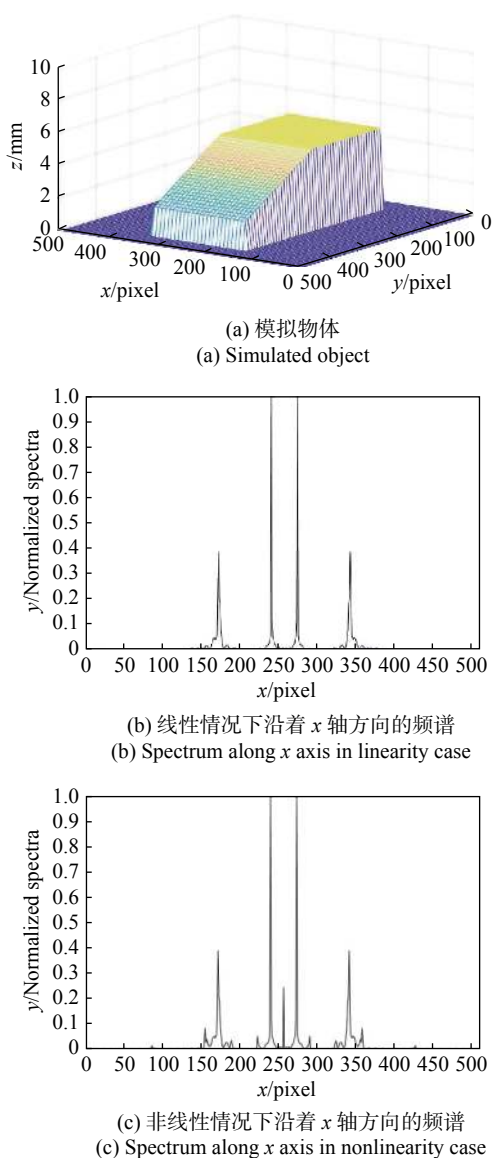 10
8
6
4
2
0
z/mm
500
400
300
200
100
0
x/pixel
500
400
300
200
100
0
y/pixel
(a) 模拟物体
(a) Simulated object
1.0
0.9
0.8
0.7
0.6
0.5
0.4
0.3
0.2
0.1
0
y/Normalized spectra
0 50 100 150 200 250 300 350 400 450 500
x/pixel
(b) 线性情况下沿着 x 轴方向的频谱
(b) Spectrum along x axis in linearity case
1.0
0.9
0.8
0.7
0.6
0.5
0.4
0.3
0.2
0.1
0
y/Normalized spectra
0 50 100 150 200 250 300 350 400 450 500
x/pixel
(c) 非线性情况下沿着 x 轴方向的频谱
(c) Spectrum along x axis in nonlinearity case